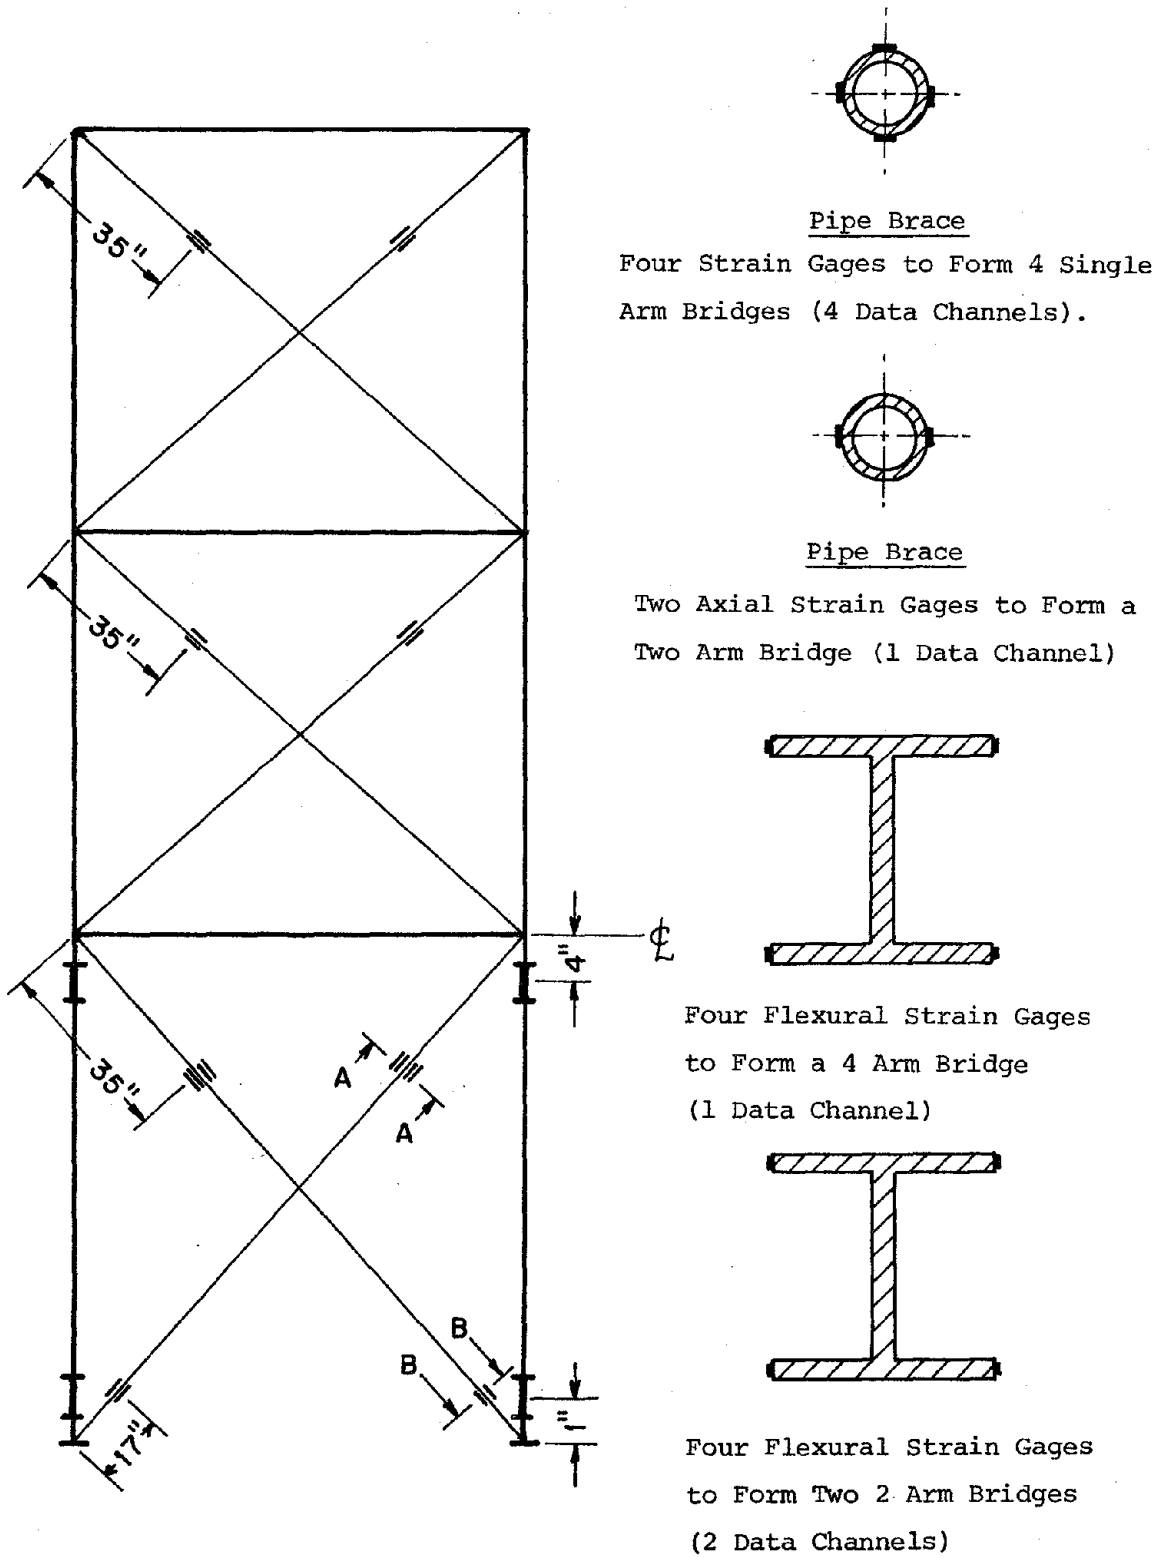 35"
35"
35"
17"
4"
℄
A
A
B
B
1"
Pipe Brace
Four Strain Gages to Form 4 Single
Arm Bridges (4 Data Channels).
Pipe Brace
Two Axial Strain Gages to Form a
Two Arm Bridge (1 Data Channel)
Four Flexural Strain Gages
to Form a 4 Arm Bridge
(1 Data Channel)
Four Flexural Strain Gages
to Form Two 2 Arm Bridges
(2 Data Channels)